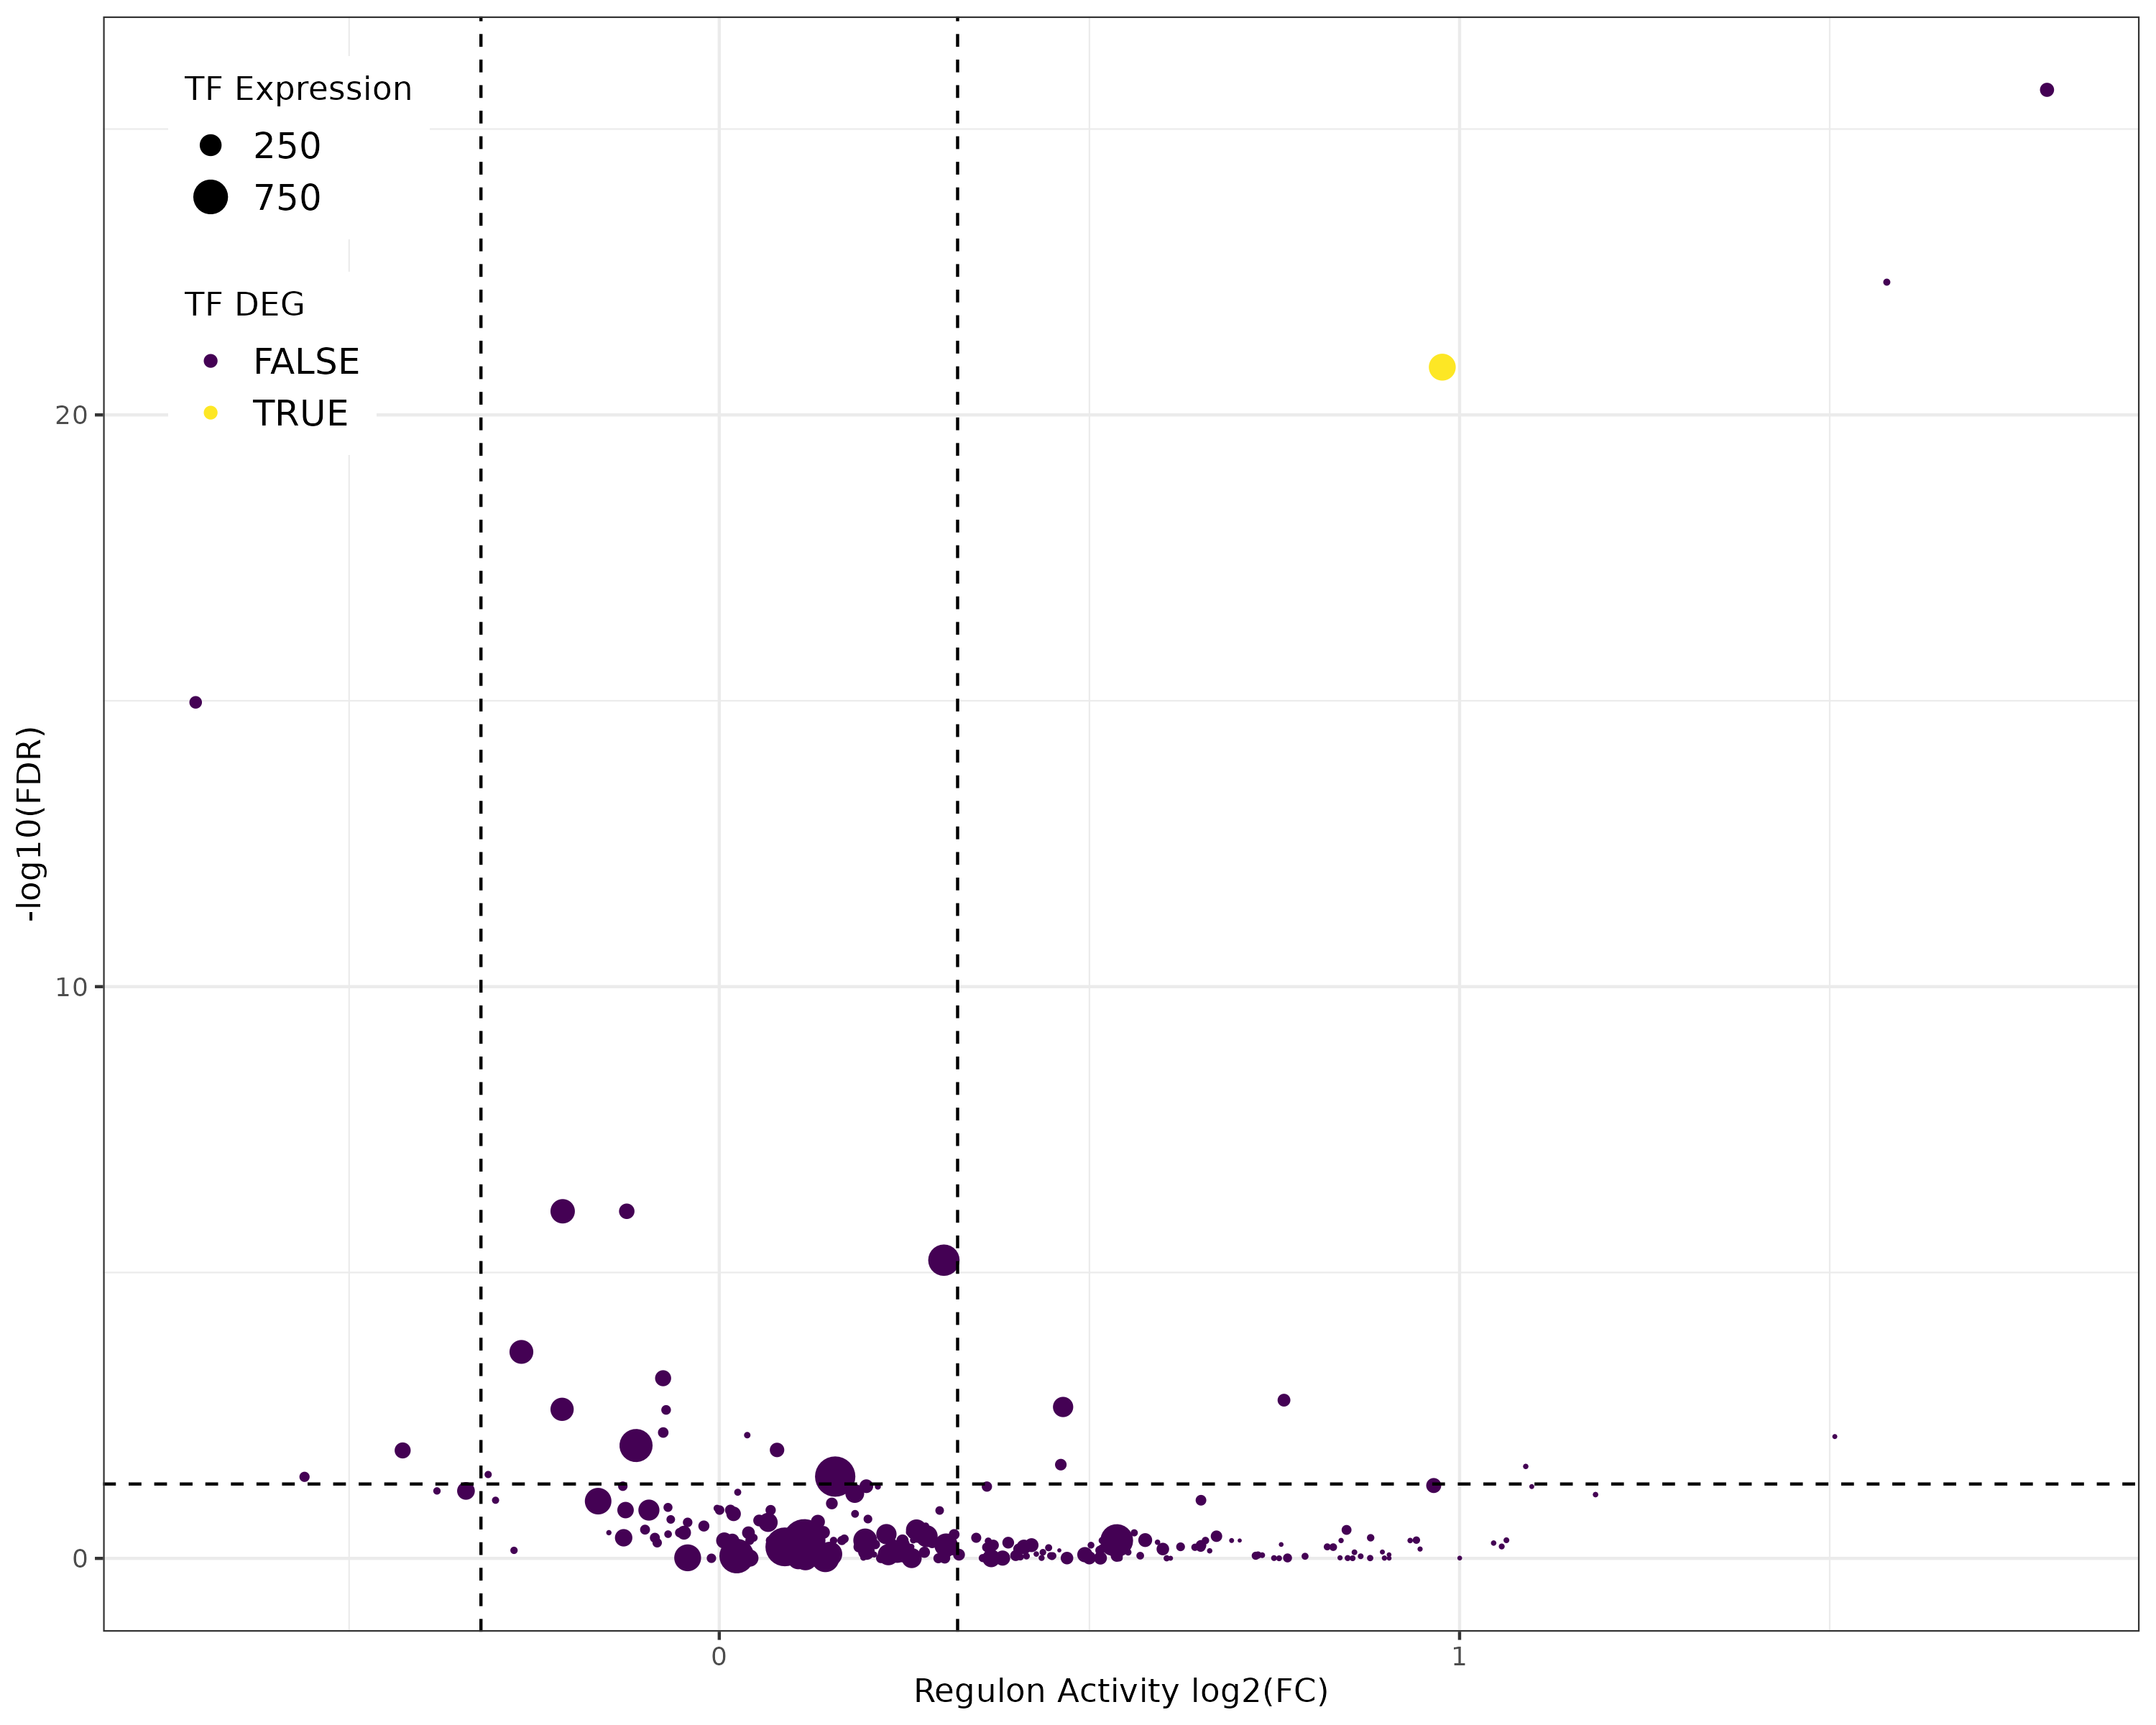 TF Expression
250
750
TF DEG
FALSE
TRUE
20
10
0
-log10(FDR)
0
1
Regulon Activity log2(FC)